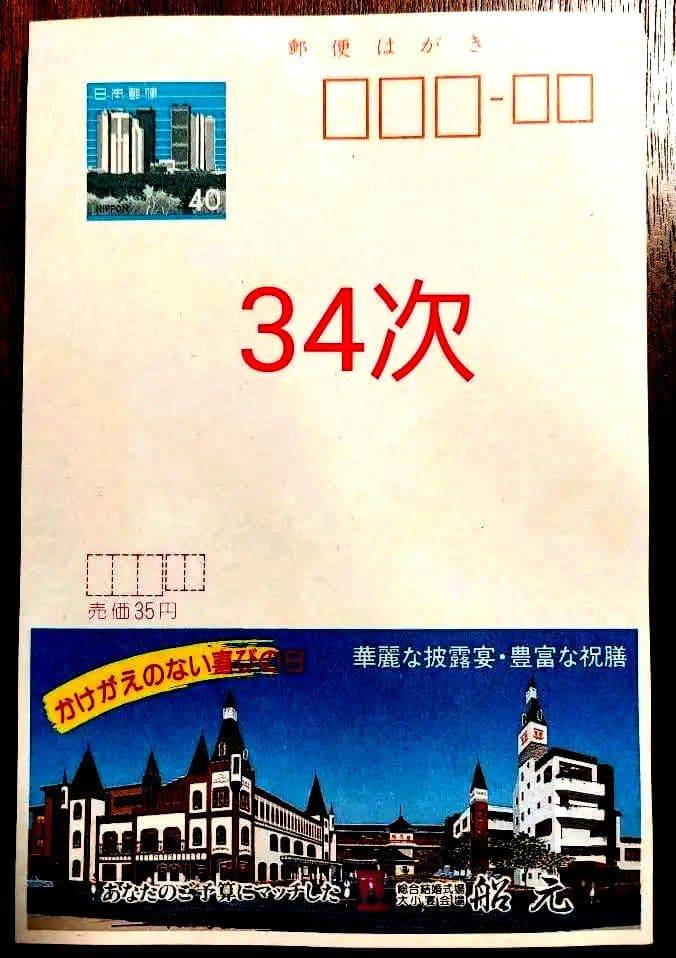 郵便はがき
日本郵便
NIPPON 40
34次
売価35円
かけがえのない喜びの日
華麗な披露宴・豊富な祝膳
あなたのご予算にマッチした
総合結婚式場
大小宴会場
船元